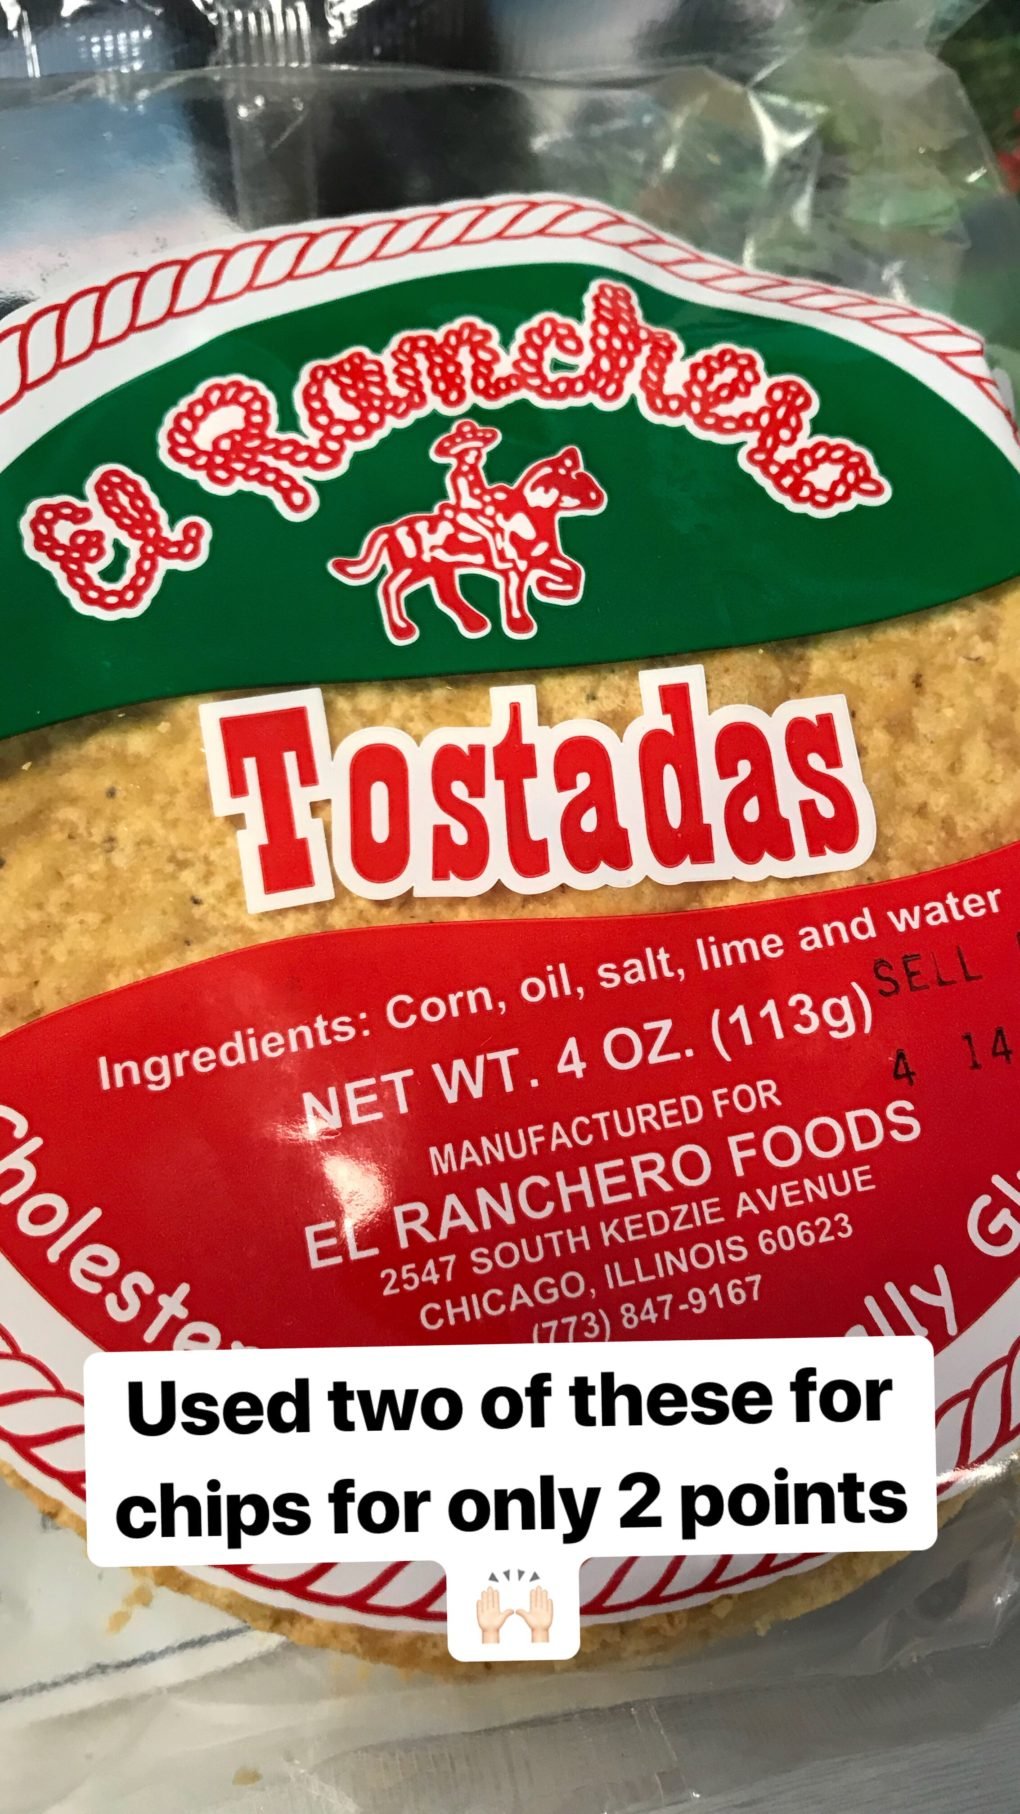 El Ranchero
Tostadas
Ingredients: Corn, oil, salt, lime and water
SELL
NET WT. 4 OZ. (113g)
4 14
MANUFACTURED FOR
EL RANCHERO FOODS
2547 SOUTH KEDZIE AVENUE
CHICAGO, ILLINOIS 60623
(773) 847-9167
Used two of these for
chips for only 2 points
🙌🏻